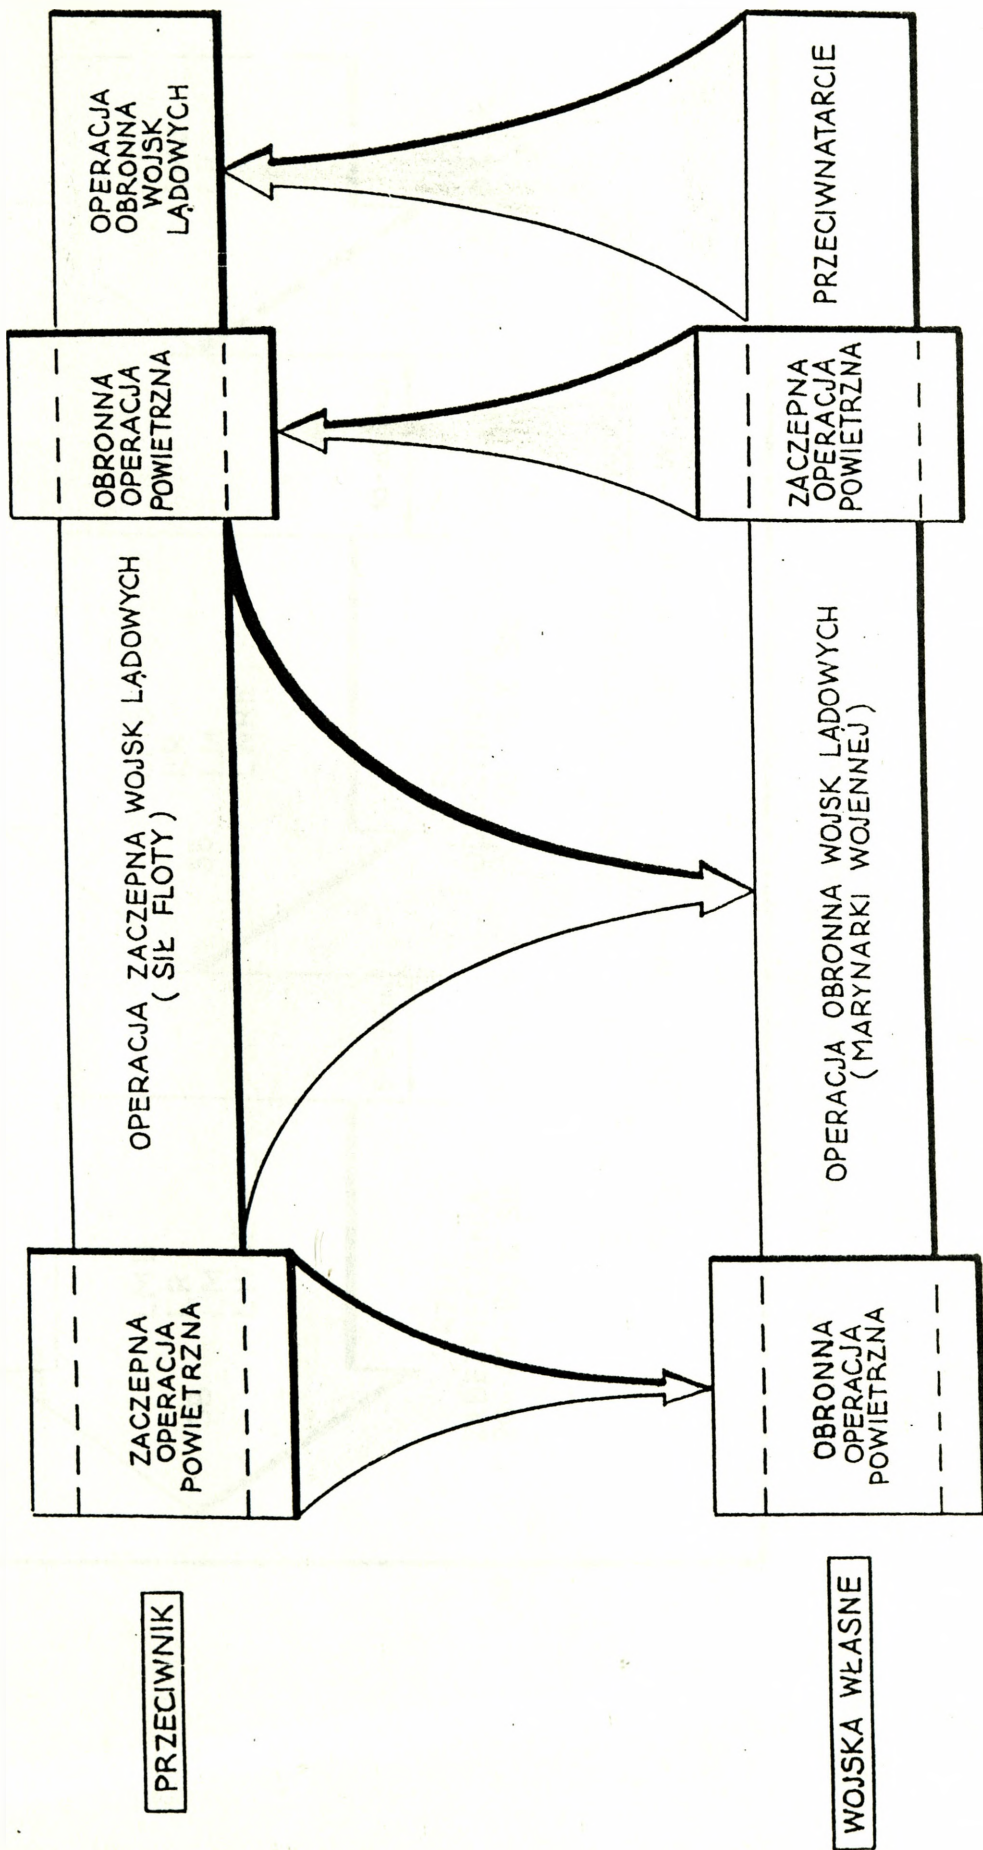 PRZECIWNIK
ZACZEPNA
OPERACJA
POWIETRZNA
OPERACJA ZACZEPNA WOJSK LĄDOWYCH
( SIŁ FLOTY )
OBRONNA
OPERACJA
POWIETRZNA
OPERACJA
OBRONNA
WOJSK
LĄDOWYCH
WOJSKA WŁASNE
OBRONNA
OPERACJA
POWIETRZNA
OPERACJA OBRONNA WOJSK LĄDOWYCH
( MARYNARKI WOJENNEJ )
ZACZEPNA
OPERACJA
POWIETRZNA
PRZECIWNATARCIE